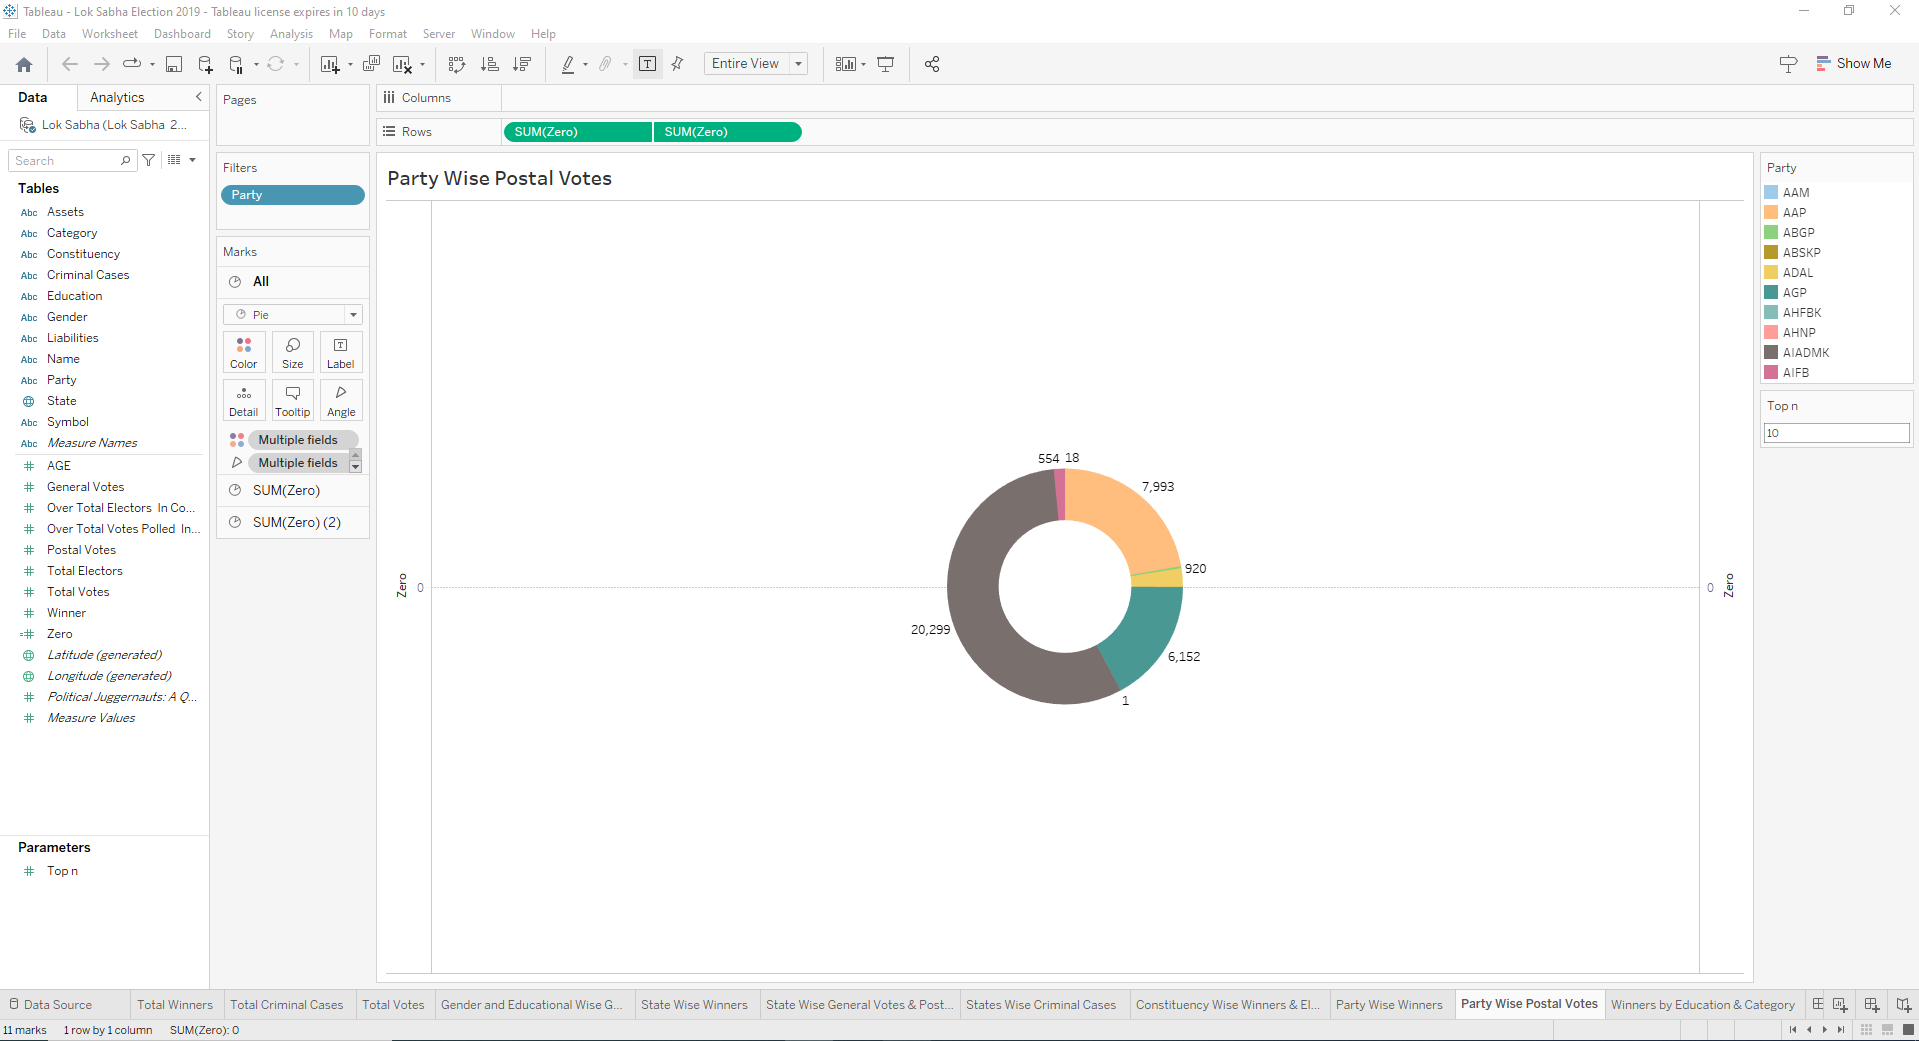 Tableau - Lok Sabha Election 2019 - Tableau license expires in 10 days
File Data Worksheet Dashboard Story Analysis Map Format Server Window Help
Entire View
Show Me
Data Analytics
Lok Sabha (Lok Sabha 2...
Search
Tables
Abc Assets
Abc Category
Abc Constituency
Abc Criminal Cases
Abc Education
Abc Gender
Abc Liabilities
Abc Name
Abc Party
State
Abc Symbol
Abc Measure Names
# AGE
# General Votes
# Over Total Electors In Co...
# Over Total Votes Polled In...
# Postal Votes
# Total Electors
# Total Votes
# Winner
=# Zero
Latitude (generated)
Longitude (generated)
# Political Juggernauts: A Q...
# Measure Values
Parameters
# Top n
Pages
Filters
Party
Marks
All
Pie
Color Size Label
Detail Tooltip Angle
Multiple fields
Multiple fields
SUM(Zero)
SUM(Zero) (2)
Columns
Rows SUM(Zero) SUM(Zero)
Party Wise Postal Votes
554 18
7,993
920
Zero 0
0 Zero
20,299
6,152
1
Party
AAM
AAP
ABGP
ABSKP
ADAL
AGP
AHFBK
AHNP
AIADMK
AIFB
Top n
10
Data Source Total Winners Total Criminal Cases Total Votes Gender and Educational Wise G... State Wise Winners State Wise General Votes & Post... States Wise Criminal Cases Constituency Wise Winners & El... Party Wise Winners Party Wise Postal Votes Winners by Education & Category
11 marks 1 row by 1 column SUM(Zero): 0